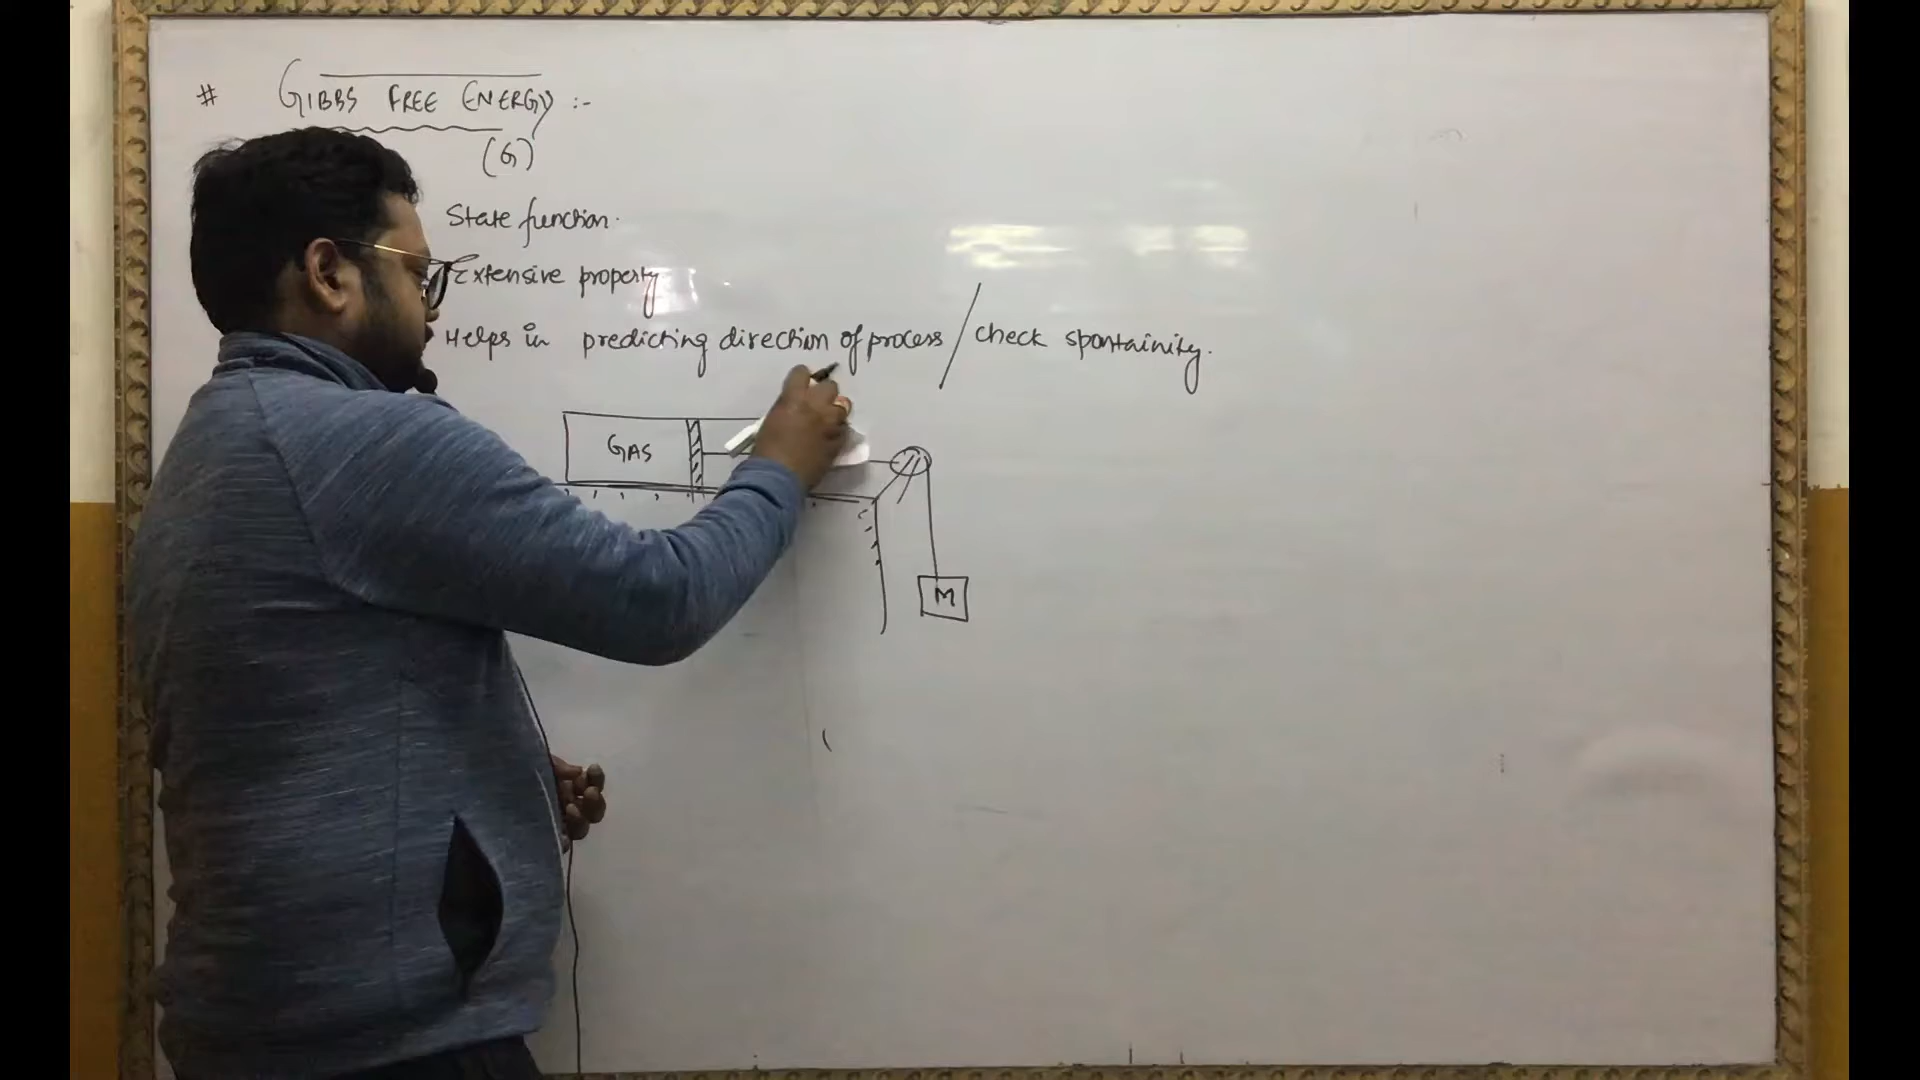 # GIBBS FREE ENERGY :-
(G)
State function.
Extensive property
Helps in predicting direction of process / check spontainity.
GAS
M